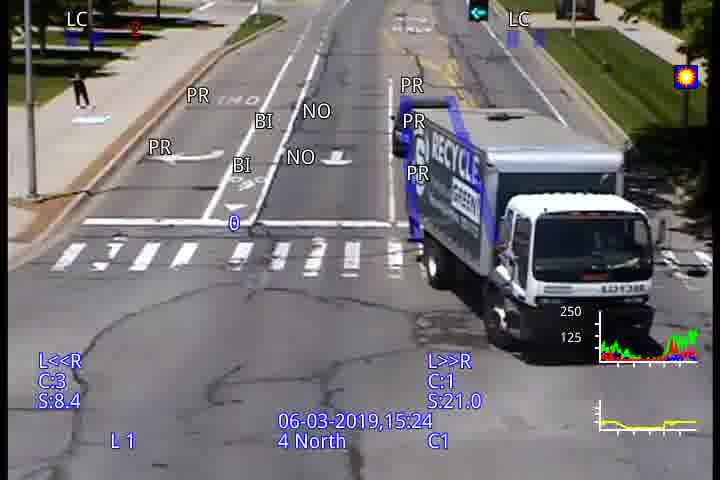 LC
2
LC
PR
PR
NO
BI
PR
NO
PR
BI
PR
0
RECYCLE
GREEN
250
125
L<<R
C:3
S:8.4
L>>R
C:1
S:21.0
06-03-2019,15:24
L 1
4 North
C1